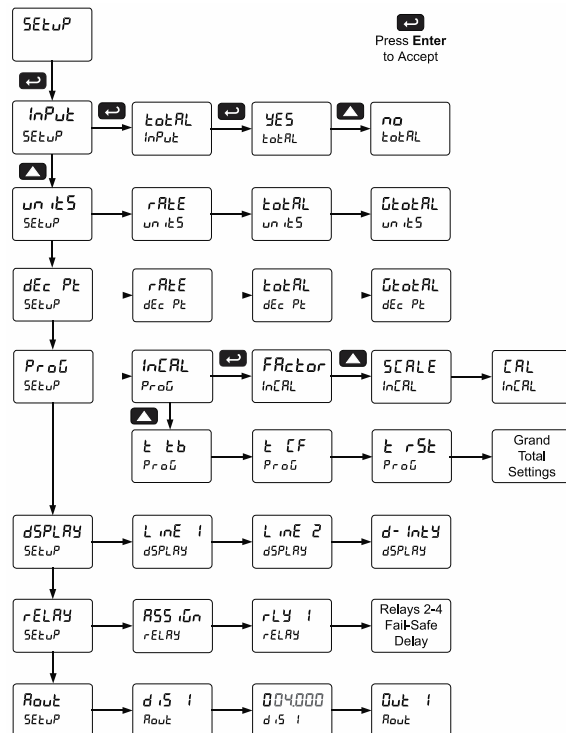 SEtuP
Press Enter
to Accept
InPut
SEtuP
totAL
InPut
YES
totAL
no
totAL
unitS
SEtuP
rAtE
unitS
totAL
unitS
GtotAL
unitS
dEc Pt
SEtuP
rAtE
dEc Pt
totAL
dEc Pt
GtotAL
dEc Pt
ProG
SEtuP
InCAL
ProG
FActor
InCAL
SCALE
InCAL
CAL
InCAL
t tb
ProG
t CF
ProG
t rSt
ProG
Grand
Total
Settings
dSPLAY
SEtuP
LinE 1
dSPLAY
LinE 2
dSPLAY
d-IntY
dSPLAY
rELAY
SEtuP
ASSiGn
rELAY
rLY 1
rELAY
Relays 2-4
Fail-Safe
Delay
Aout
SEtuP
diS 1
Aout
004.000
diS 1
Out 1
Aout